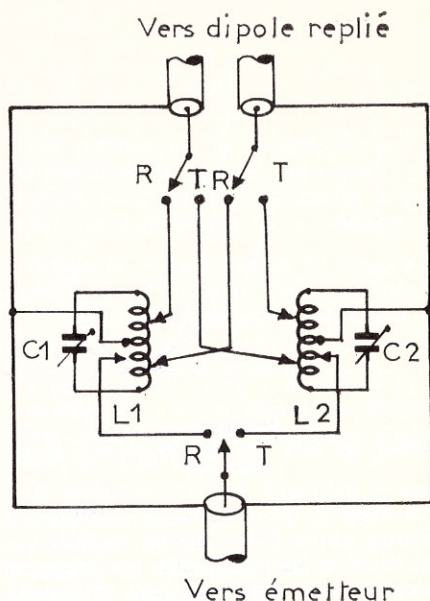 Vers dipole replié
R T R T
C1 C2
L1 L2
R T
Vers émetteur